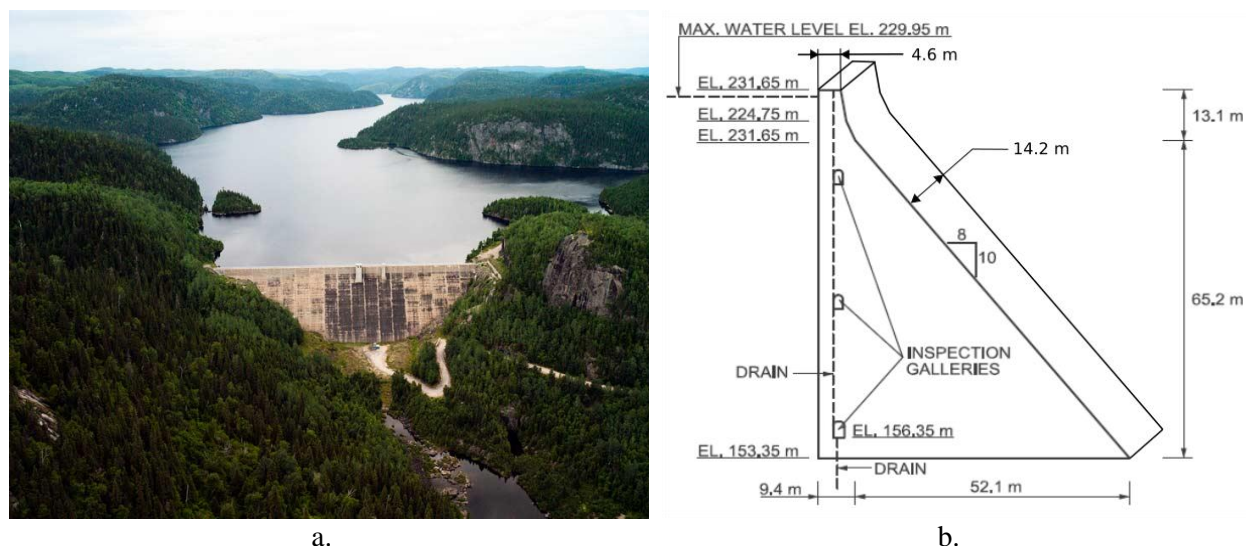 MAX. WATER LEVEL EL. 229.95 m
4.6 m
EL. 231.65 m
EL. 224.75 m
EL. 231.65 m
13.1 m
14.2 m
8
10
65.2 m
INSPECTION
GALLERIES
DRAIN
EL. 156.35 m
EL. 153.35 m
DRAIN
9.4 m
52.1 m
a.
b.